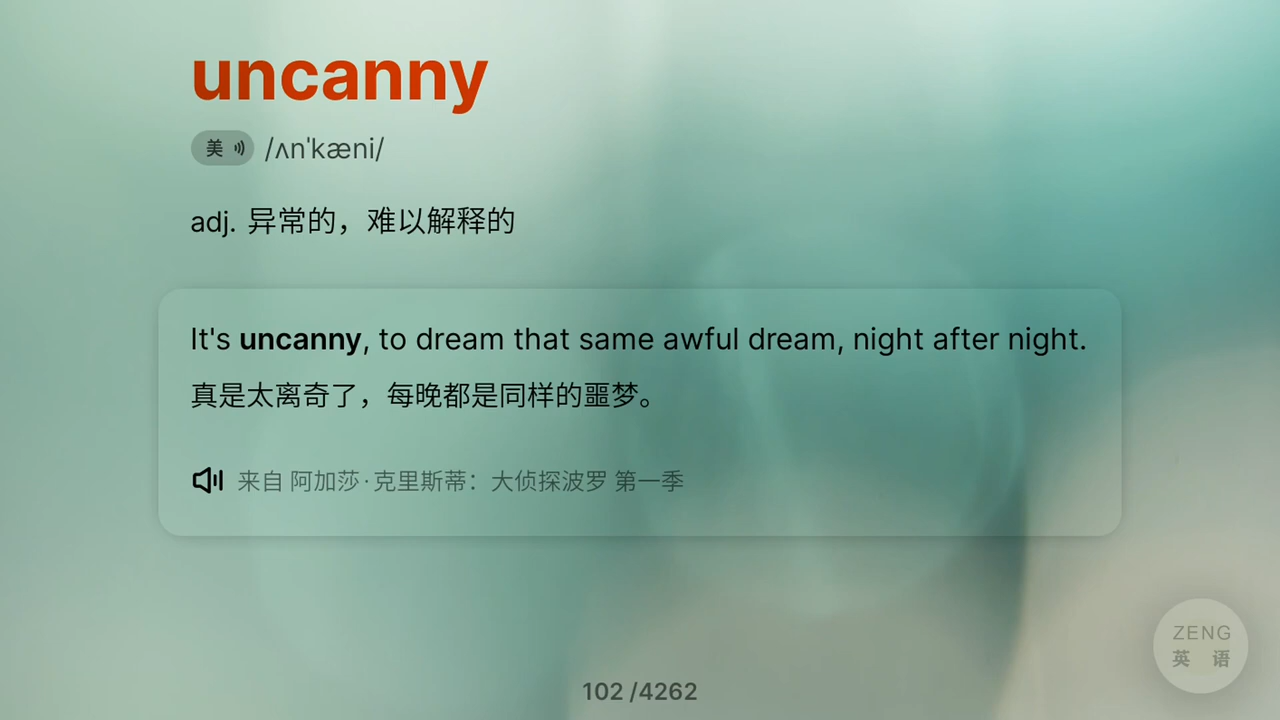 uncanny
美 /ʌnˈkæni/
adj. 异常的，难以解释的
It's uncanny, to dream that same awful dream, night after night.
真是太离奇了，每晚都是同样的噩梦。
来自 阿加莎·克里斯蒂：大侦探波罗 第一季
ZENG
英 语
102 /4262